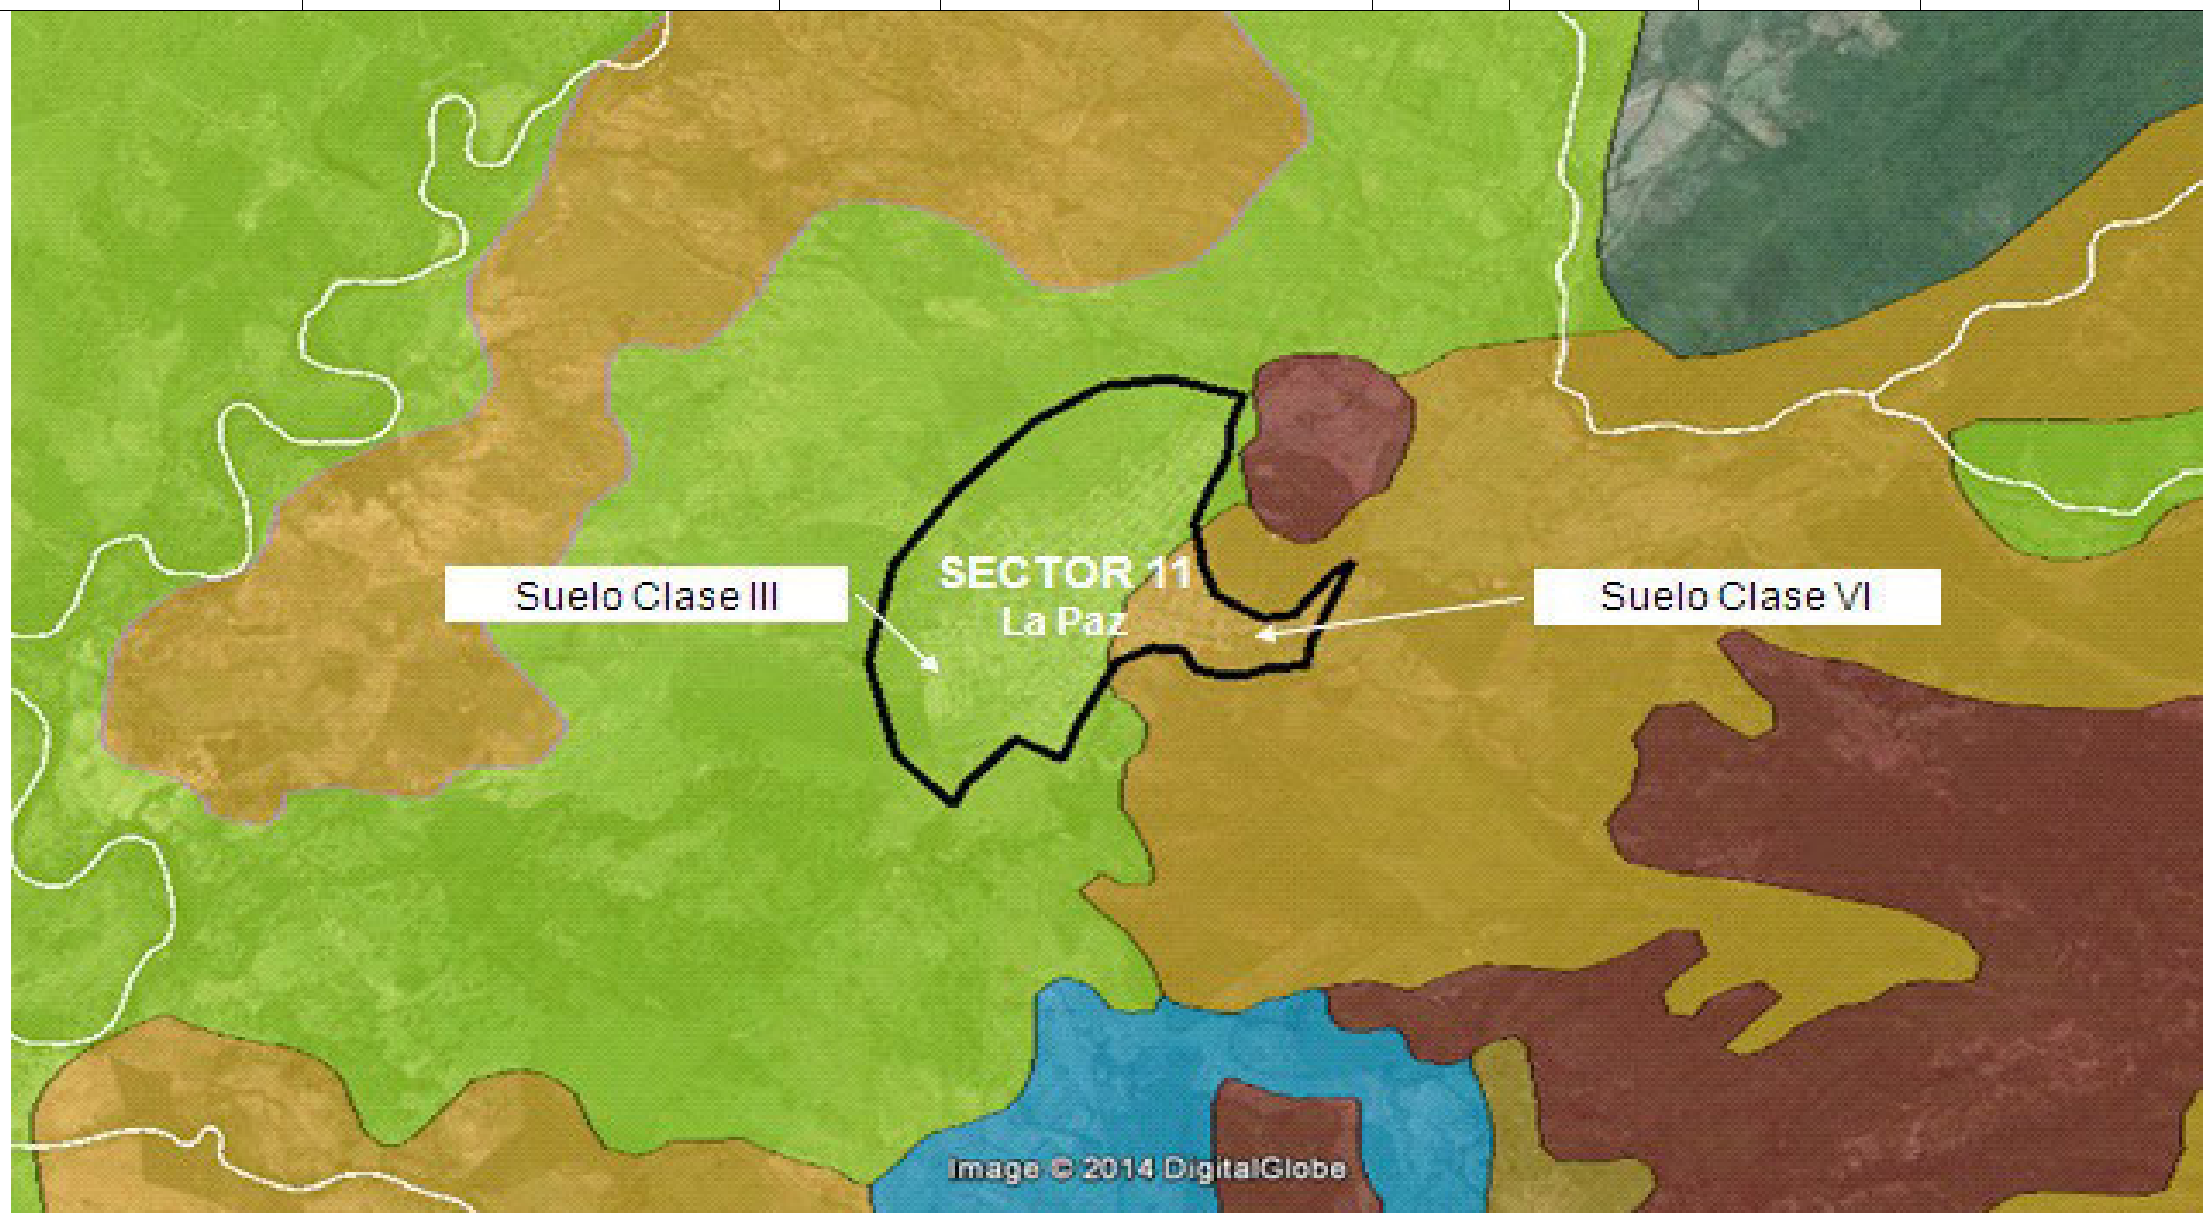 SECTOR 11
La Paz
Suelo Clase III
Suelo Clase VI
Image © 2014 DigitalGlobe